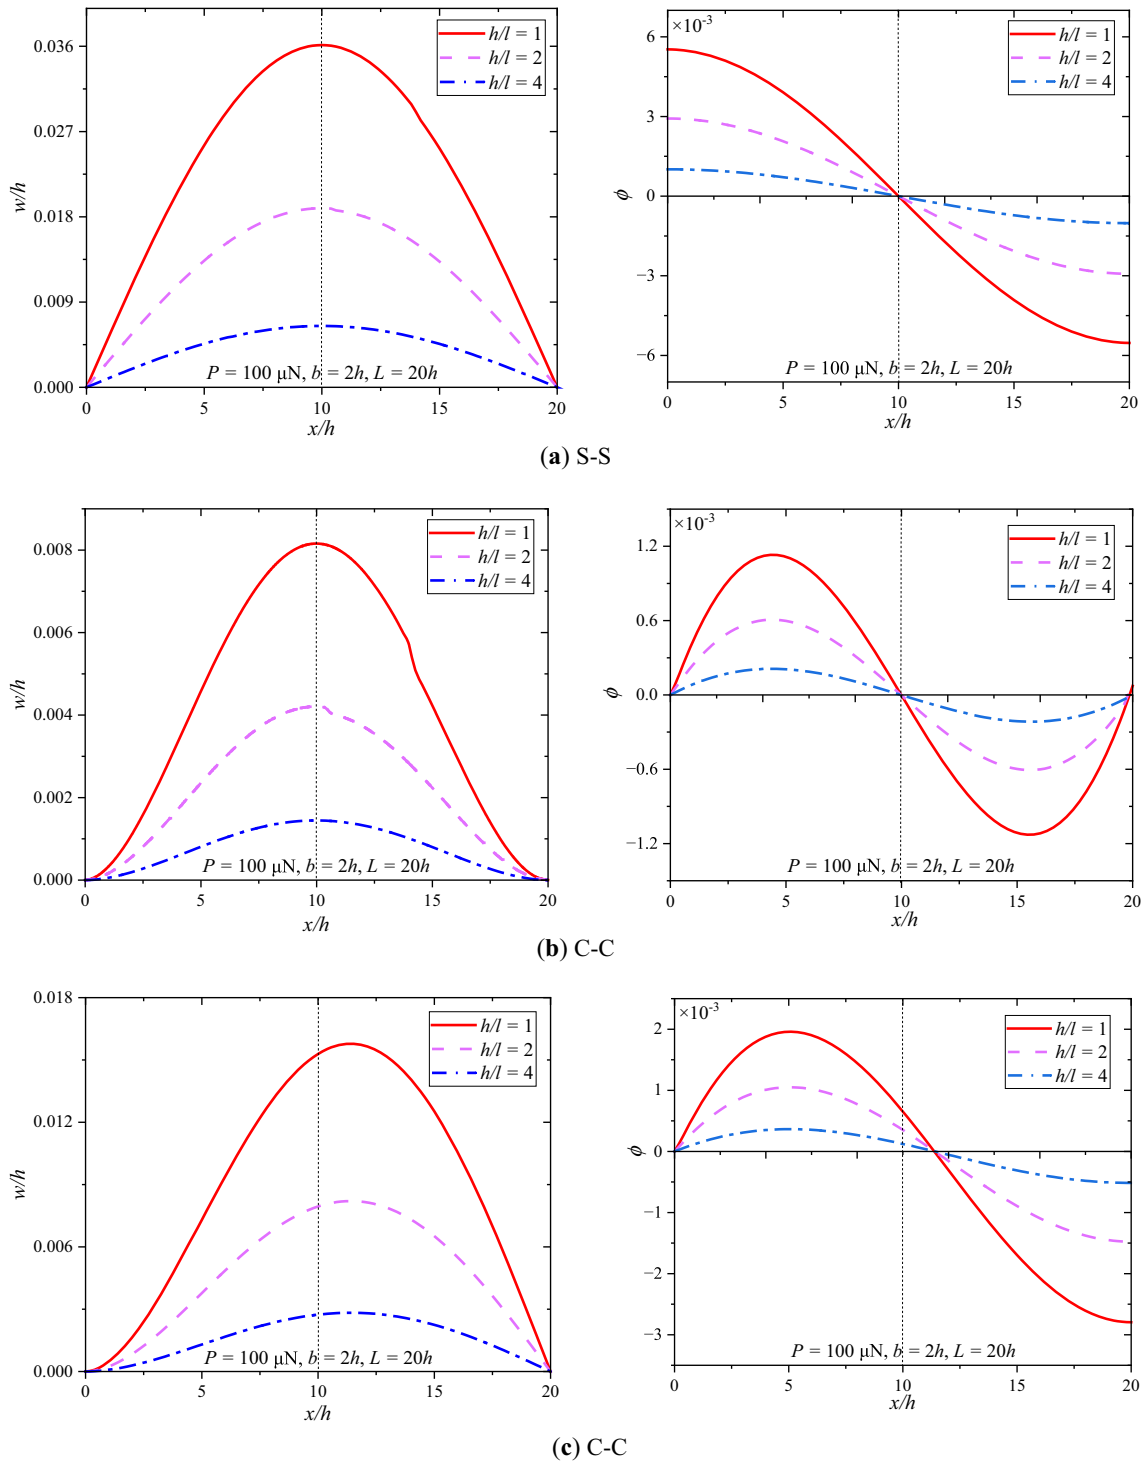 0.036
0.027
0.018
0.009
0.000
w/h
h/l = 1
h/l = 2
h/l = 4
P = 100 μN, b = 2h, L = 20h
0 5 10 15 20
x/h
×10⁻³
6
3
0
−3
−6
ϕ
h/l = 1
h/l = 2
h/l = 4
P = 100 μN, b = 2h, L = 20h
0 5 10 15 20
x/h
(a) S-S
0.008
0.006
0.004
0.002
0.000
w/h
h/l = 1
h/l = 2
h/l = 4
P = 100 μN, b = 2h, L = 20h
0 5 10 15 20
x/h
×10⁻³
1.2
0.6
0.0
−0.6
−1.2
ϕ
h/l = 1
h/l = 2
h/l = 4
P = 100 μN, b = 2h, L = 20h
0 5 10 15 20
x/h
(b) C-C
0.018
0.012
0.006
0.000
w/h
h/l = 1
h/l = 2
h/l = 4
P = 100 μN, b = 2h, L = 20h
0 5 10 15 20
x/h
×10⁻³
2
1
0
−1
−2
−3
ϕ
h/l = 1
h/l = 2
h/l = 4
P = 100 μN, b = 2h, L = 20h
0 5 10 15 20
x/h
(c) C-C